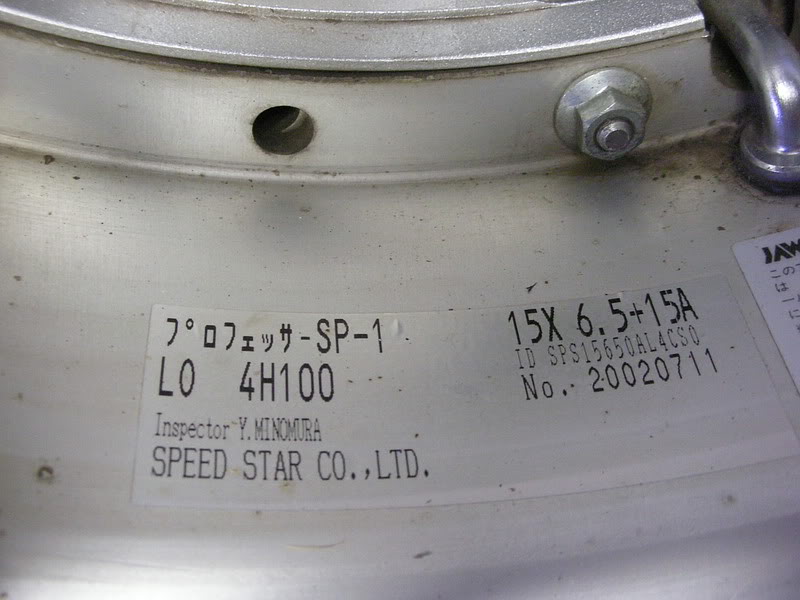 プロフェッサ-SP-1
15X 6.5+15A
ID SPS15650AL4CS0
LO 4H100
No. 20020711
Inspector Y.MINOMURA
SPEED STAR CO.,LTD.
JAW